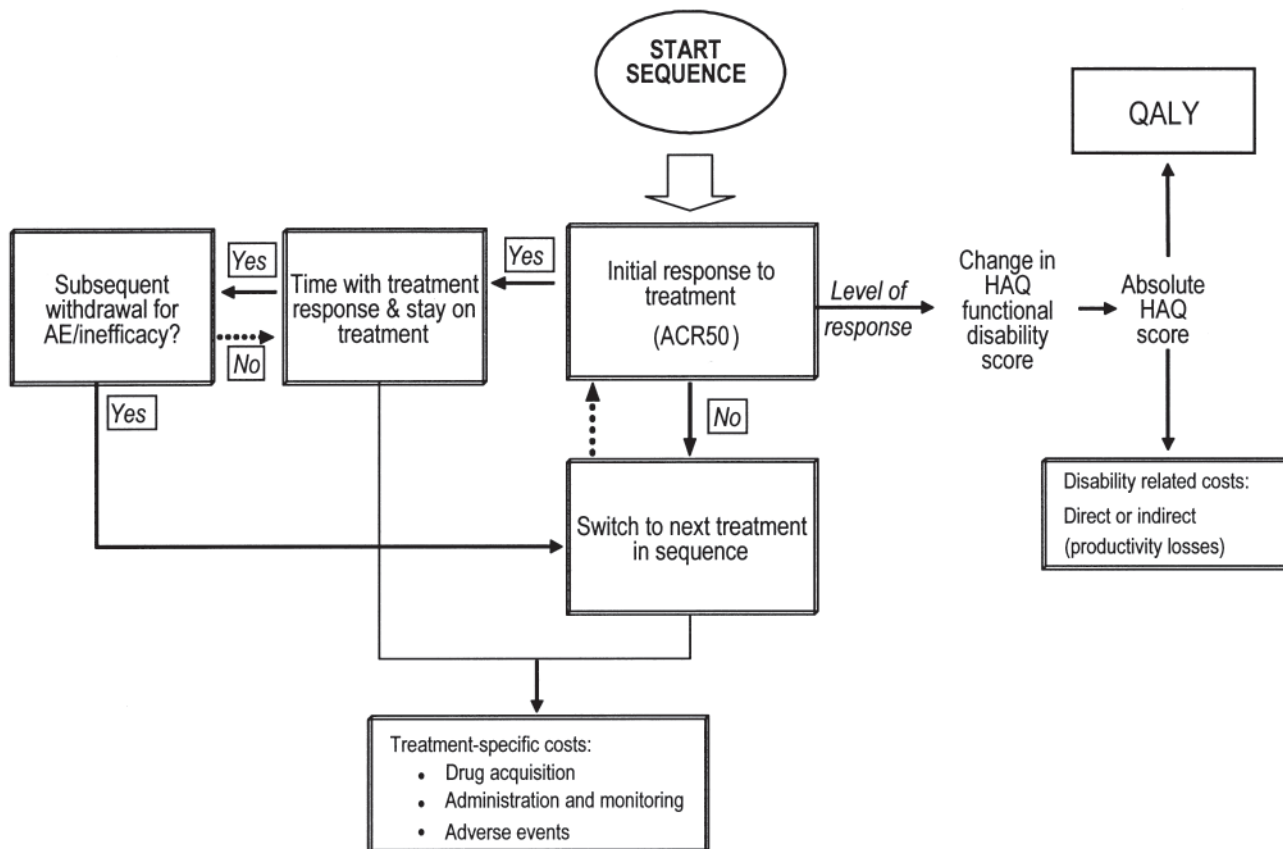 START
SEQUENCE
QALY
Subsequent
withdrawal for
AE/inefficacy?
Yes
No
Time with treatment
response & stay on
treatment
Yes
Initial response to
treatment
(ACR50)
Level of
response
Change in
HAQ
functional
disability
score
Absolute
HAQ
score
Yes
No
Switch to next treatment
in sequence
Disability related costs:
Direct or indirect
(productivity losses)
Treatment-specific costs:
• Drug acquisition
• Administration and monitoring
• Adverse events